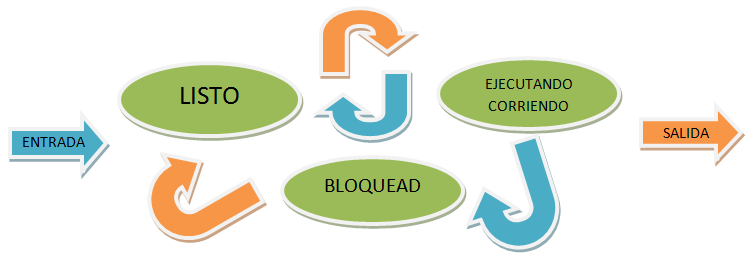 ENTRADA
LISTO
BLOQUEAD
EJECUTANDO
CORRIENDO
SALIDA